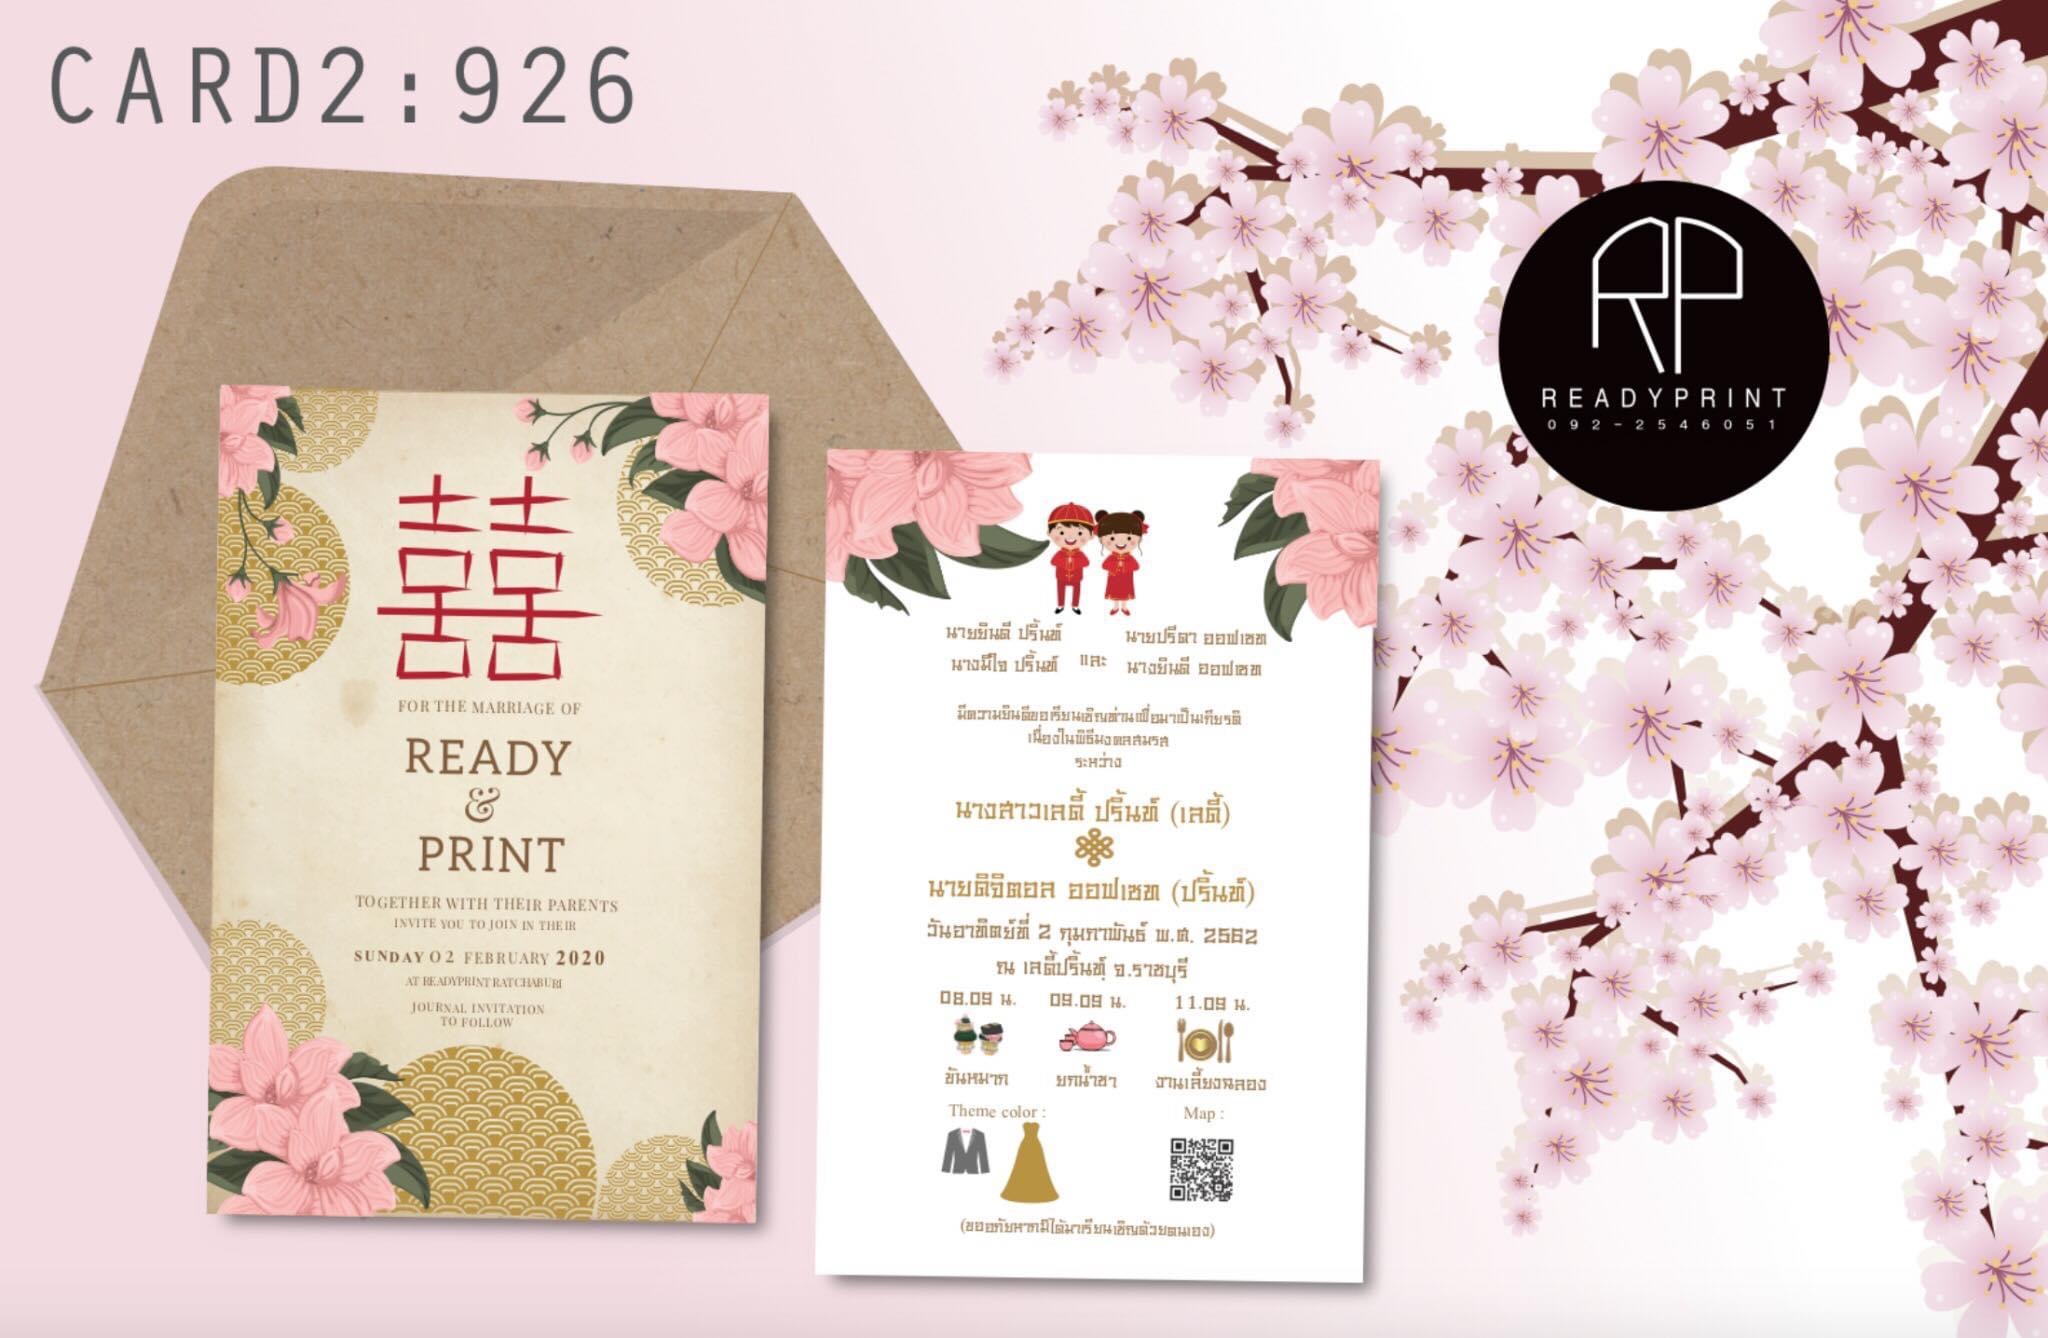 CARD2:926
READYPRINT
092-2546051
囍
FOR THE MARRIAGE OF
READY
&
PRINT
TOGETHER WITH THEIR PARENTS
INVITE YOU TO JOIN IN THEIR
SUNDAY 02 FEBRUARY 2020
AT READYPRINT RATCHABURI
JOURNAL INVITATION
TO FOLLOW
นายยินดี ปริ้นท์ นายปรีดา ออฟเซท
นางมีใจ ปริ้นท์ และ นางยินดี ออฟเซท
มีความยินดีขอเรียนเชิญท่านเพื่อมาเป็นเกียรติ
เนื่องในพิธีมงคลสมรส
ระหว่าง
นางสาวเลดี้ ปริ้นท์ (เลดี้)
นายดิจิตอล ออฟเซท (ปริ้นท์)
วันอาทิตย์ที่ 2 กุมภาพันธ์ พ.ศ. 2562
ณ เลดี้ปริ้นทุ์ จ.ราชบุรี
08.09 น. 09.09 น. 11.09 น.
ขันหมาก ยกน้ำชา งานเลี้ยงฉลอง
Theme color : Map :
(ขออภัยหากมิได้มาเรียนเชิญด้วยตนเอง)